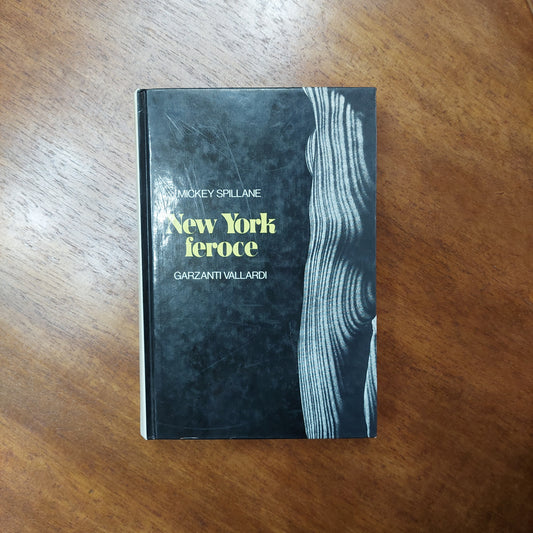 MICKEY SPILLANE
New York
feroce
GARZANTI VALLARDI